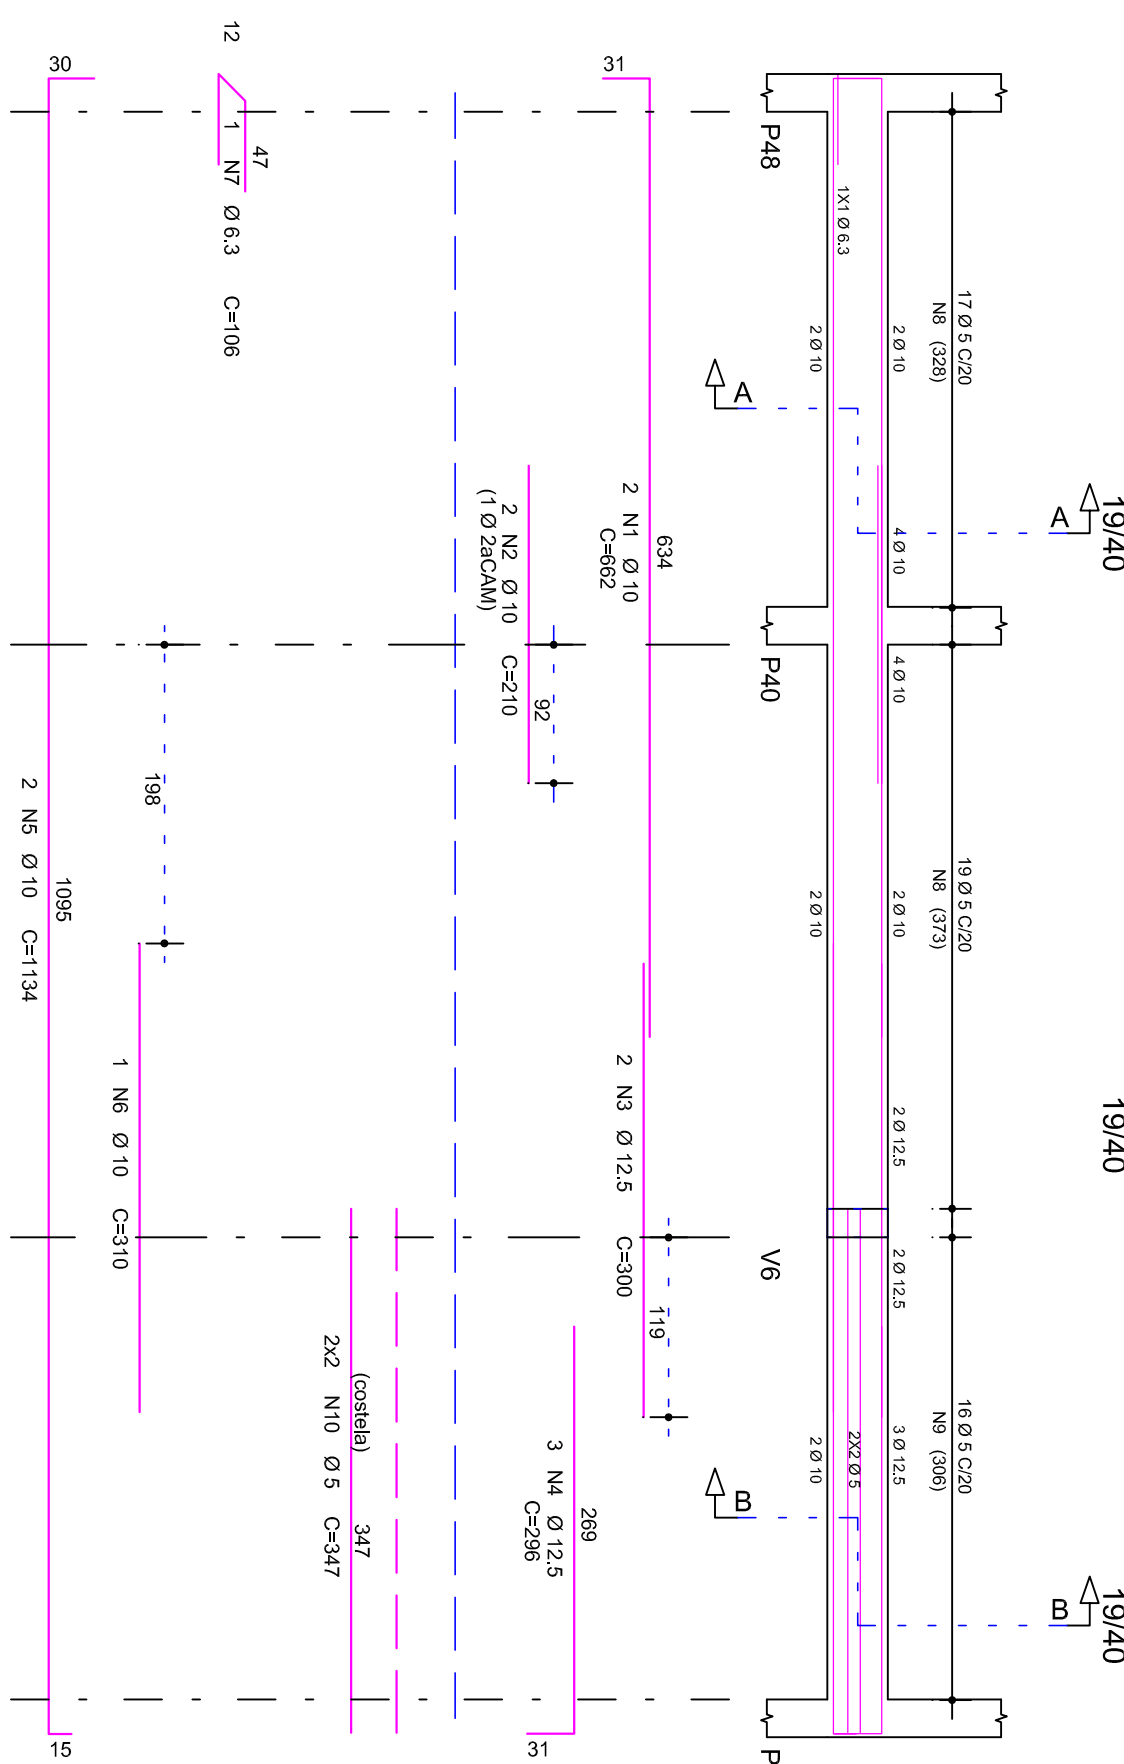 19/40
19/40
19/40
A
A
B
B
17 Ø 5 C/20
N8 (328)
19 Ø 5 C/20
N8 (373)
16 Ø 5 C/20
N9 (306)
2 Ø 10
4 Ø 10
4 Ø 10
2 Ø 10
2 Ø 12.5
2 Ø 12.5
3 Ø 12.5
1X1 Ø 6.3
2X2 Ø 5
2 Ø 10
2 Ø 10
2 Ø 10
P48
P40
V6
P
31
634
2 N1 Ø 10
C=662
119
2 N3 Ø 12.5 C=300
269
3 N4 Ø 12.5
C=296
31
92
2 N2 Ø 10 C=210
(1 Ø 2aCAM)
(costela)
347
2x2 N10 Ø 5 C=347
47
12
1 N7 Ø 6.3 C=106
198
1 N6 Ø 10 C=310
30
1095
15
2 N5 Ø 10 C=1134